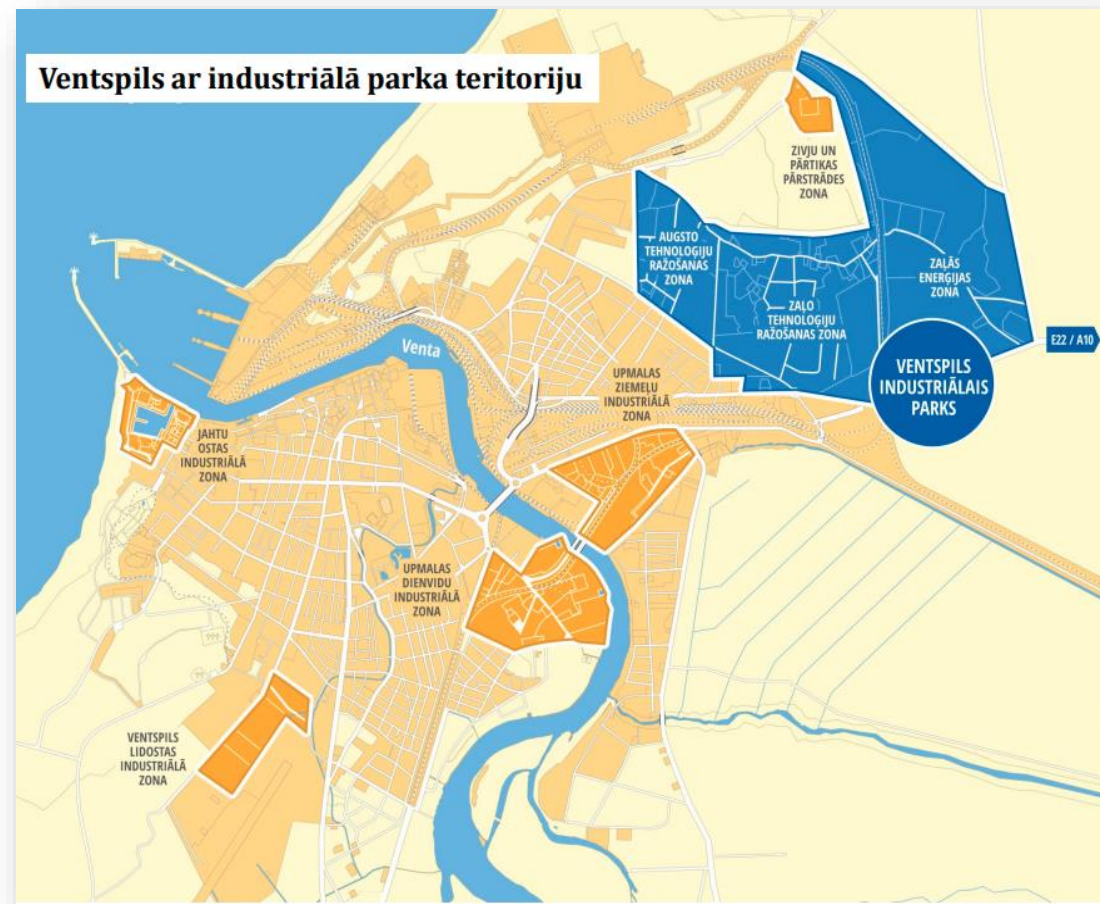 Ventspils ar industriālā parka teritoriju
ZIVJU UN
PĀRTIKAS
PĀRSTRĀDES
ZONA
AUGSTO
TEHNOLOĢIJU
RAŽOŠANAS
ZONA
ZAĻĀS
ENERĢIJAS
ZONA
ZAĻO
TEHNOLOĢIJU
RAŽOŠANAS ZONA
E22 / A10
Venta
VENTSPILS
INDUSTRIĀLAIS
PARKS
UPMALAS
ZIEMEĻU
INDUSTRIĀLĀ
ZONA
JAHTU
OSTAS
INDUSTRIĀLĀ
ZONA
UPMALAS
DIENVIDU
INDUSTRIĀLĀ
ZONA
VENTSPILS
LIDOSTAS
INDUSTRIĀLĀ
ZONA